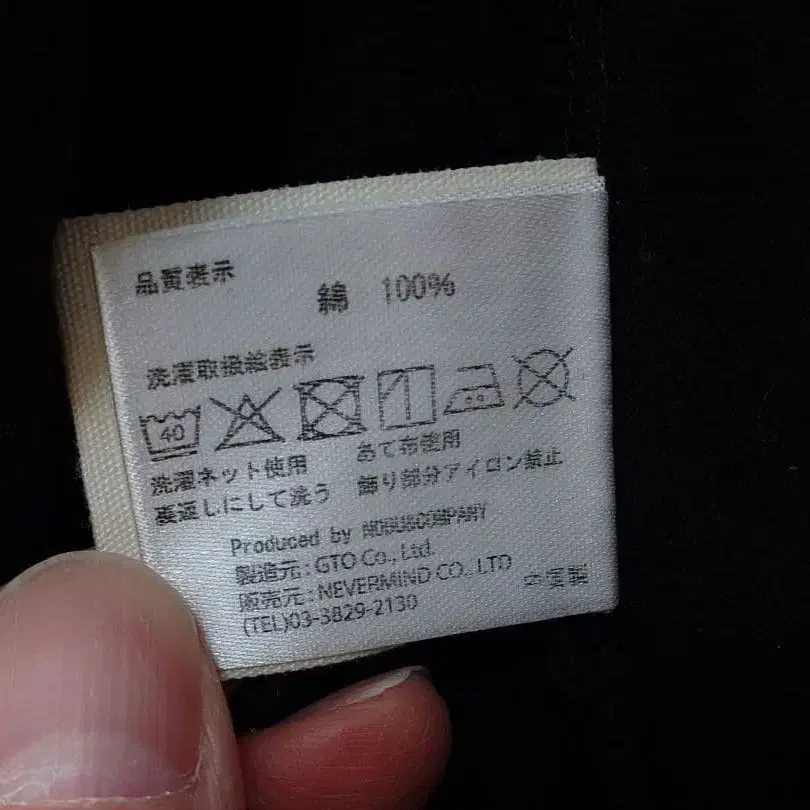 品質表示
綿 100%
洗濯取扱絵表示
40
洗濯ネット使用 あて布使用
裏返しにして洗う 飾り部分アイロン禁止
Produced by NOBU&COMPANY
製造元:GTO Co., Ltd.
販売元:NEVERMIND CO., LTD 中国製
(TEL)03-3829-2130